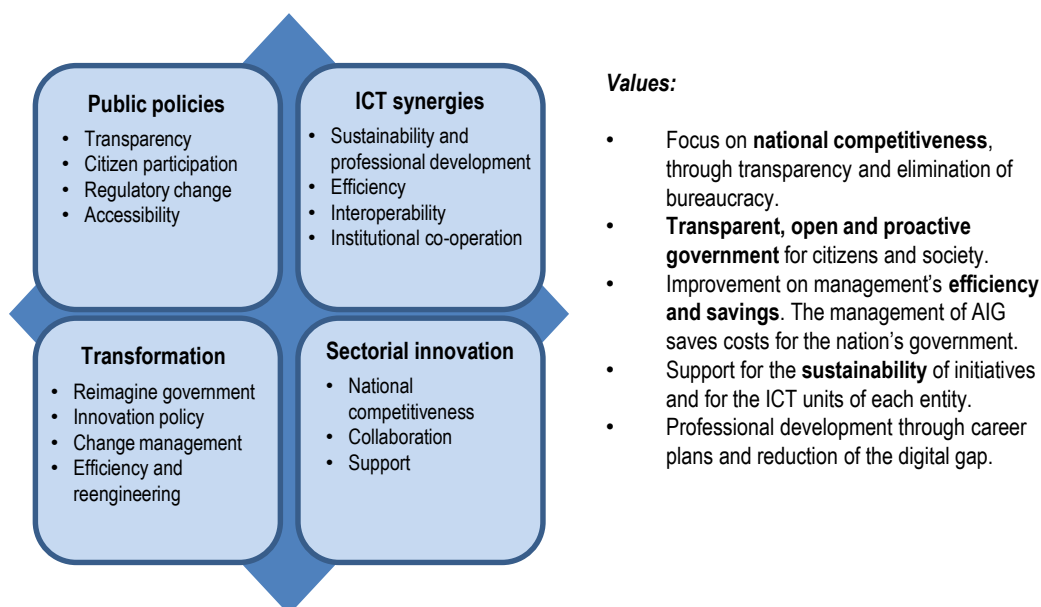 Public policies
• Transparency
• Citizen participation
• Regulatory change
• Accessibility
ICT synergies
• Sustainability and
professional development
• Efficiency
• Interoperability
• Institutional co-operation
Transformation
• Reimagine government
• Innovation policy
• Change management
• Efficiency and
reengineering
Sectorial innovation
• National
competitiveness
• Collaboration
• Support
Values:
• Focus on national competitiveness,
through transparency and elimination of
bureaucracy.
• Transparent, open and proactive
government for citizens and society.
• Improvement on management’s efficiency
and savings. The management of AIG
saves costs for the nation’s government.
• Support for the sustainability of initiatives
and for the ICT units of each entity.
• Professional development through career
plans and reduction of the digital gap.